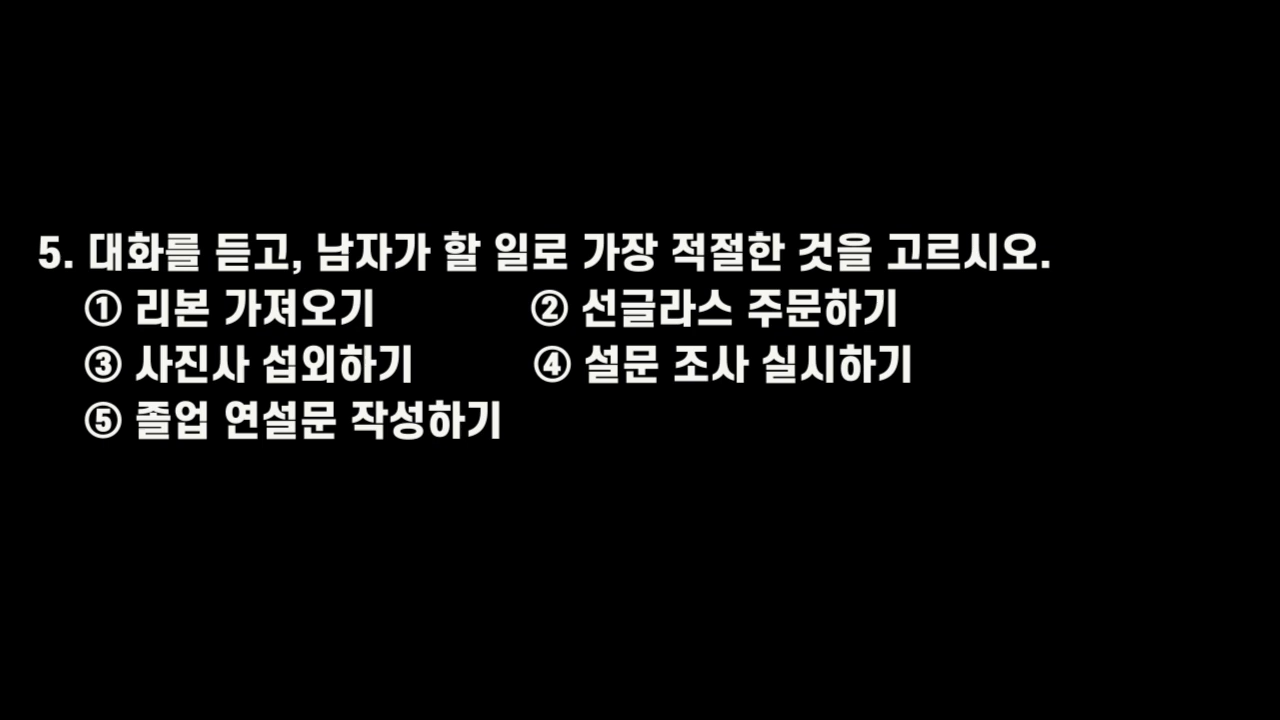 5. 대화를 듣고, 남자가 할 일로 가장 적절한 것을 고르시오.
① 리본 가져오기 ② 선글라스 주문하기
③ 사진사 섭외하기 ④ 설문 조사 실시하기
⑤ 졸업 연설문 작성하기